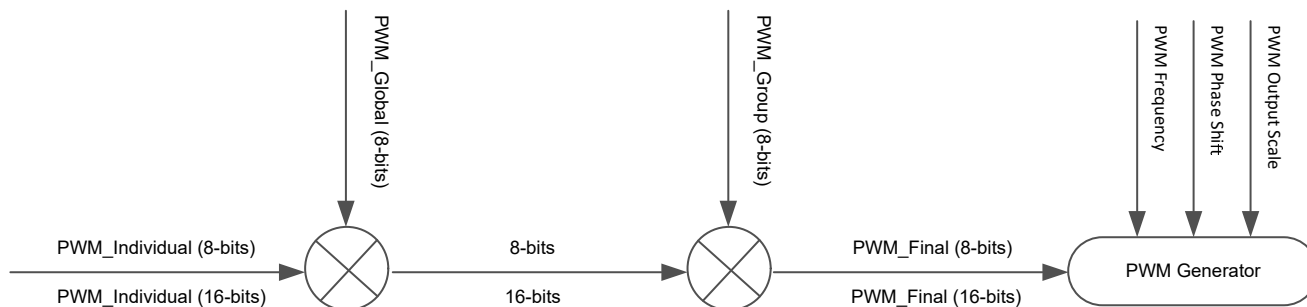 PWM_Global (8-bits)
PWM_Group (8-bits)
PWM Frequency
PWM Phase Shift
PWM Output Scale
PWM_Individual (8-bits)
PWM_Individual (16-bits)
8-bits
16-bits
PWM_Final (8-bits)
PWM_Final (16-bits)
PWM Generator